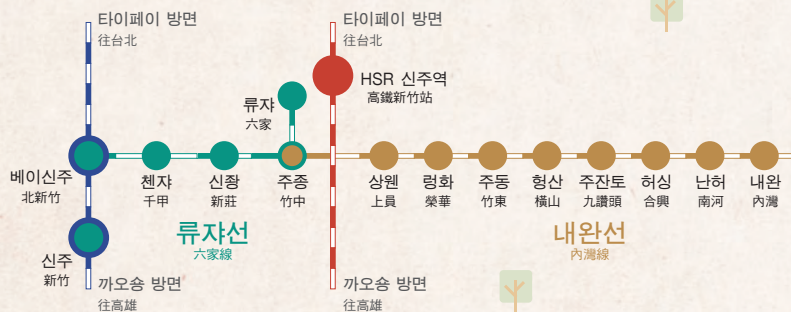 타이페이 방면
往台北
타이페이 방면
往台北
HSR 신주역
高鐵新竹站
류쟈
六家
베이신주
北新竹
첸쟈
千甲
신좡
新莊
주종
竹中
샹웬
上員
렁화
榮華
주동
竹東
헝산
橫山
주잔토
九讚頭
허싱
合興
난허
南河
내완
內灣
류쟈선
六家線
내완선
內灣線
신주
新竹
까오숑 방면
往高雄
까오숑 방면
往高雄